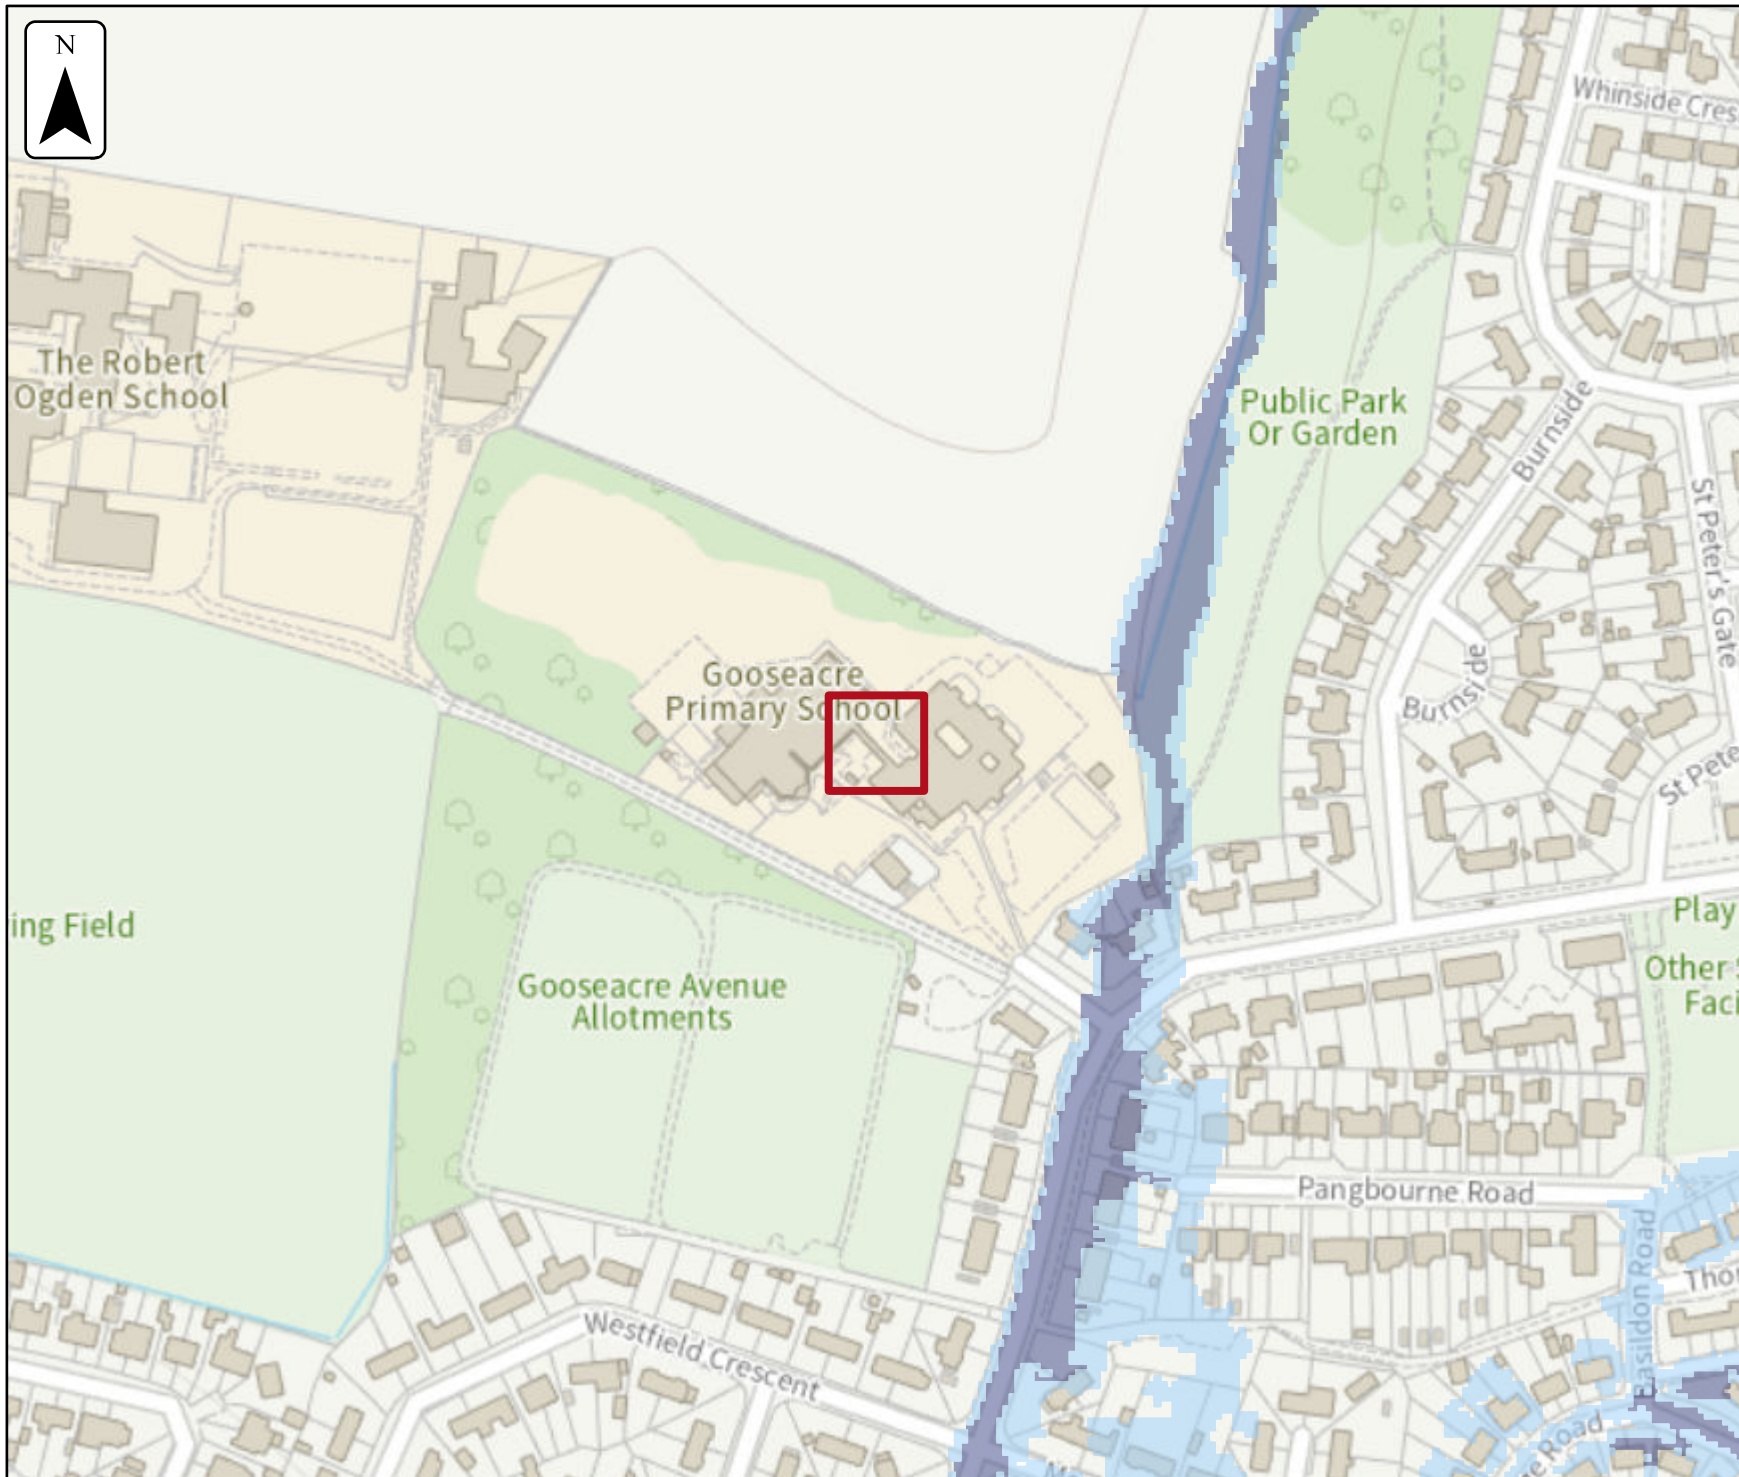 N
Whinside Cres
The Robert
Ogden School
Public Park
Or Garden
Burnside
St Peter's Gate
Gooseacre
Primary School
Burnside
St Pete
ing Field
Play
Other
Faci
Gooseacre Avenue
Allotments
Pangbourne Road
Basildon Road
Thor
Westfield Crescent
e Road